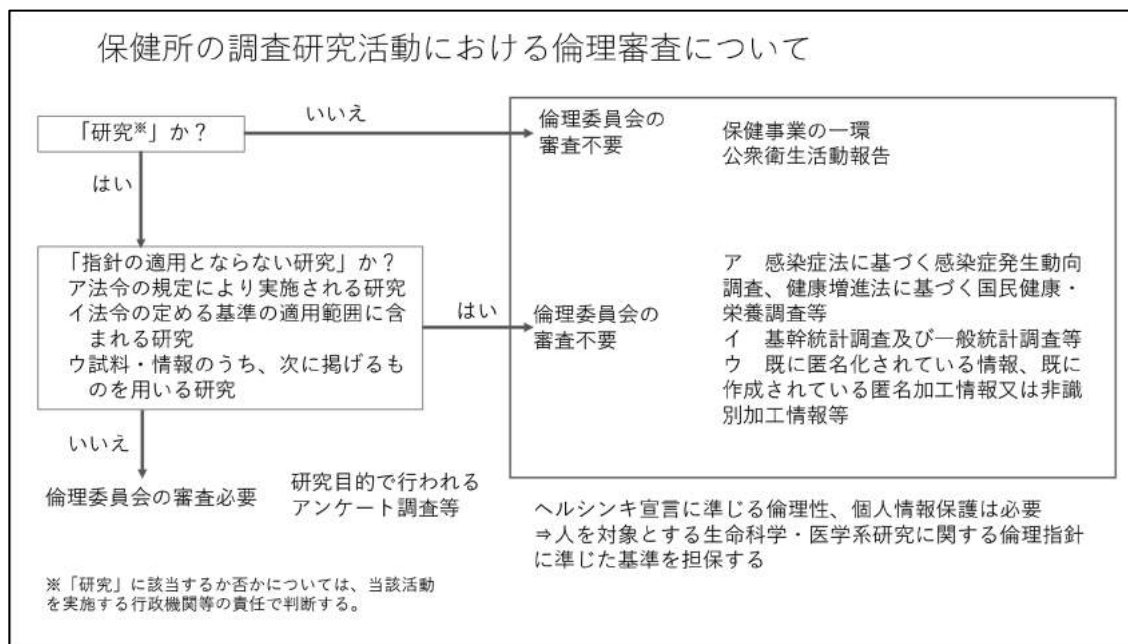 保健所の調査研究活動における倫理審査について
「研究※」か?
いいえ
倫理委員会の
審査不要
保健事業の一環
公衆衛生活動報告
はい
「指針の適用とならない研究」か?
ア法令の規定により実施される研究
イ法令の定める基準の適用範囲に含
まれる研究
ウ試料・情報のうち、次に掲げるも
のを用いる研究
はい
倫理委員会の
審査不要
ア 感染症法に基づく感染症発生動向
調査、健康増進法に基づく国民健康・
栄養調査等
イ 基幹統計調査及び一般統計調査等
ウ 既に匿名化されている情報、既に
作成されている匿名加工情報又は非識
別加工情報等
いいえ
倫理委員会の審査必要
研究目的で行われる
アンケート調査等
ヘルシンキ宣言に準じる倫理性、個人情報保護は必要
⇒人を対象とする生命科学・医学系研究に関する倫理指針
に準じた基準を担保する
※「研究」に該当するか否かについては、当該活動
を実施する行政機関等の責任で判断する。